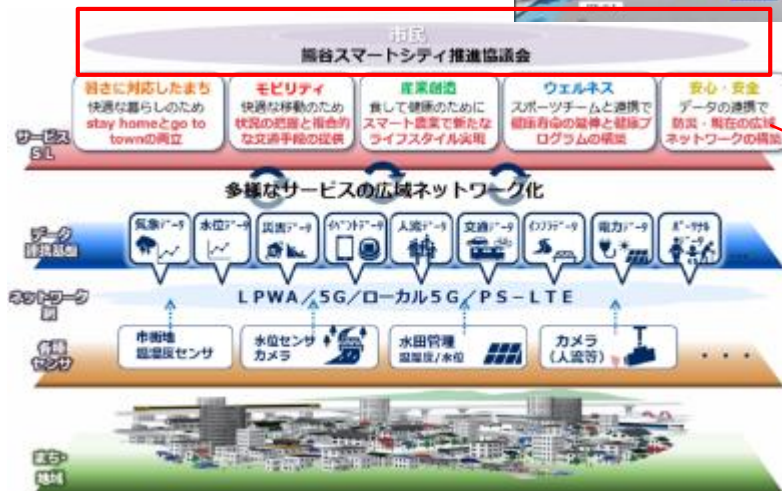 市民
熊谷スマートシティ推進協議会
暑さに対応したまち
快適な暮らしのため
stay homeとgo to
townの両立
モビリティ
快適な移動のため
状況の把握と複合的
な交通手段の提供
産業創造
食して健康のために
スマート農業で新たな
ライフスタイル実現
ウェルネス
スポーツチームと連携で
健康寿命の延伸と健康プ
ログラムの構築
安心・安全
データの連携で
防災・現在の広域
ネットワークの構築
サービス
多様なサービスの広域ネットワーク化
データ
連携基盤
気象データ
水位データ
災害データ
イベントデータ
人流データ
交通データ
インフラデータ
電力データ
パーソナル
データ
ネットワーク
網
LPWA/5G/ローカル5G/PS-LTE
各種
センサ
市街地
温湿度センサ
水位センサ
カメラ
水田管理
温湿度/水位
カメラ
(人流等)
・・・
まち・
地域